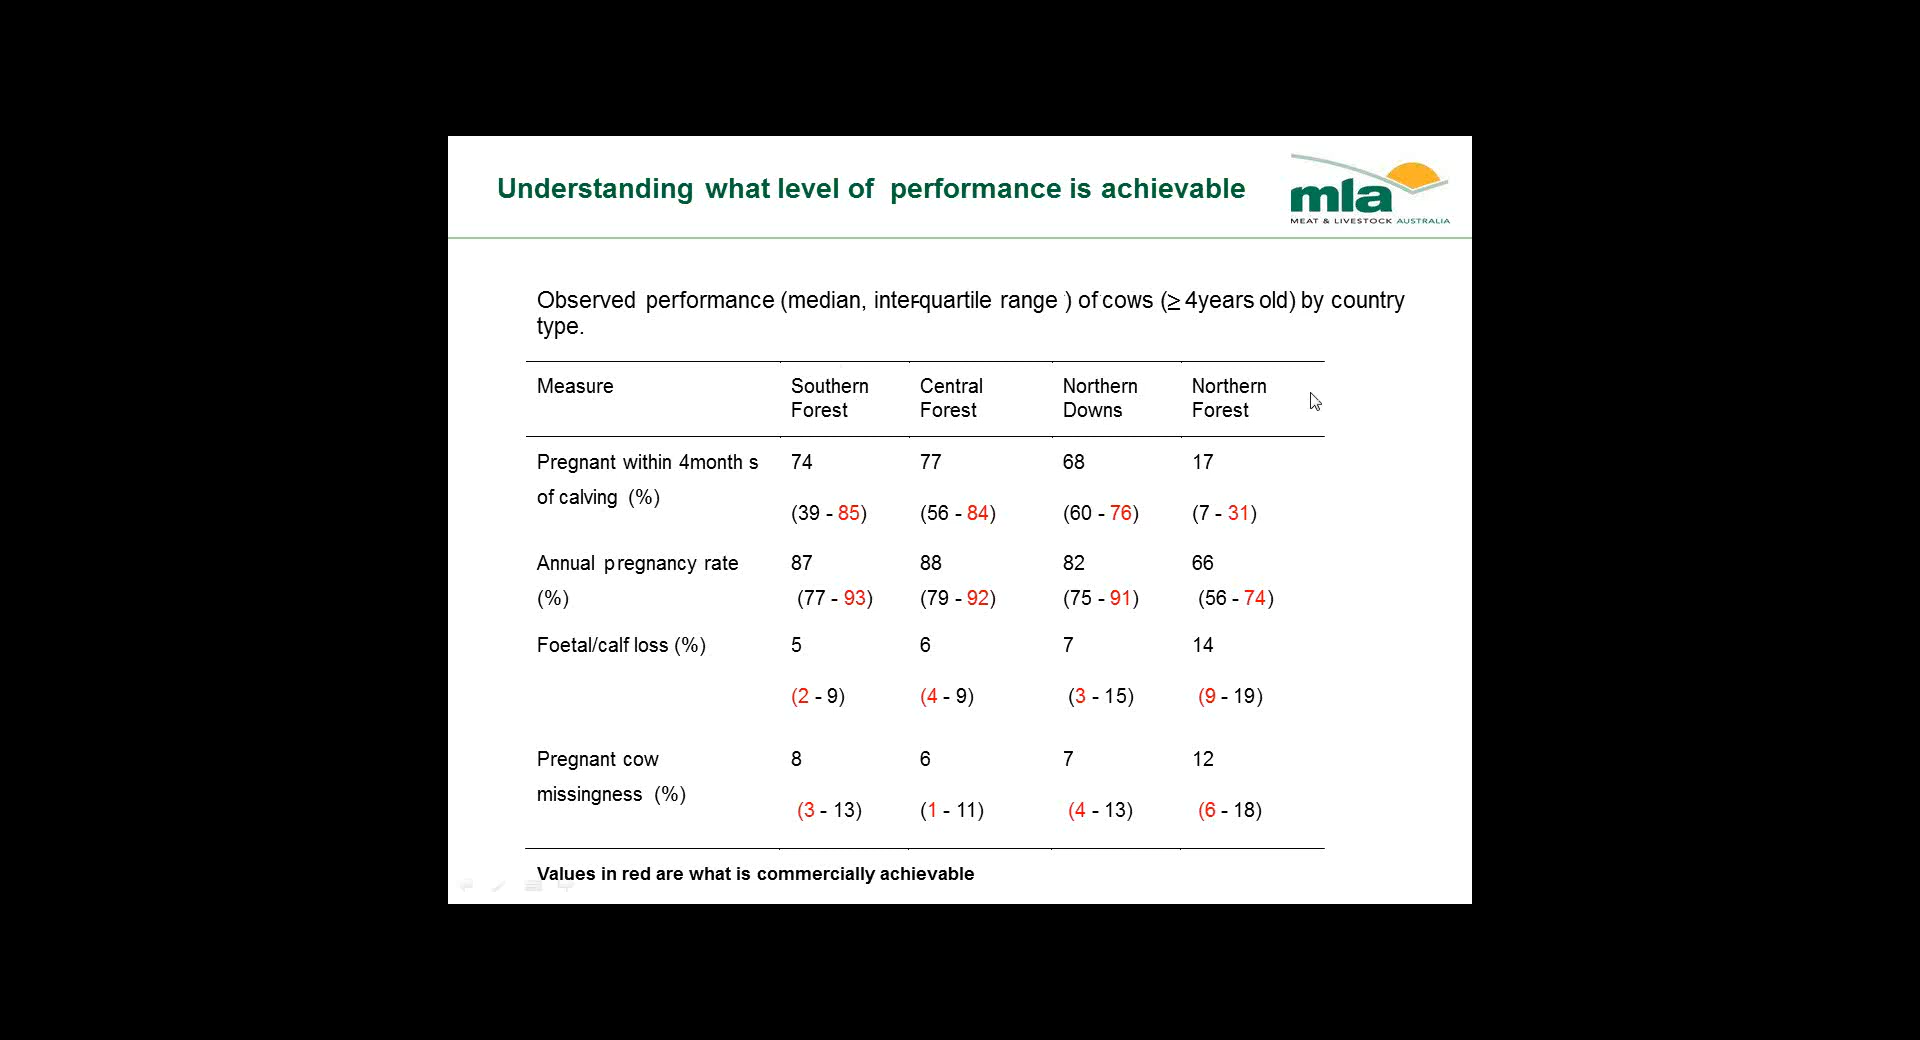 Understanding what level of performance is achievable
mla
MEAT & LIVESTOCK AUSTRALIA
Observed performance (median, inter-quartile range ) of cows (≥ 4years old) by country
type.
Measure Southern Forest Central Forest Northern Downs Northern Forest
Pregnant within 4month s of calving (%) 74 77 68 17
(39 - 85) (56 - 84) (60 - 76) (7 - 31)
Annual pregnancy rate (%) 87 88 82 66
(77 - 93) (79 - 92) (75 - 91) (56 - 74)
Foetal/calf loss (%) 5 6 7 14
(2 - 9) (4 - 9) (3 - 15) (9 - 19)
Pregnant cow missingness (%) 8 6 7 12
(3 - 13) (1 - 11) (4 - 13) (6 - 18)
Values in red are what is commercially achievable